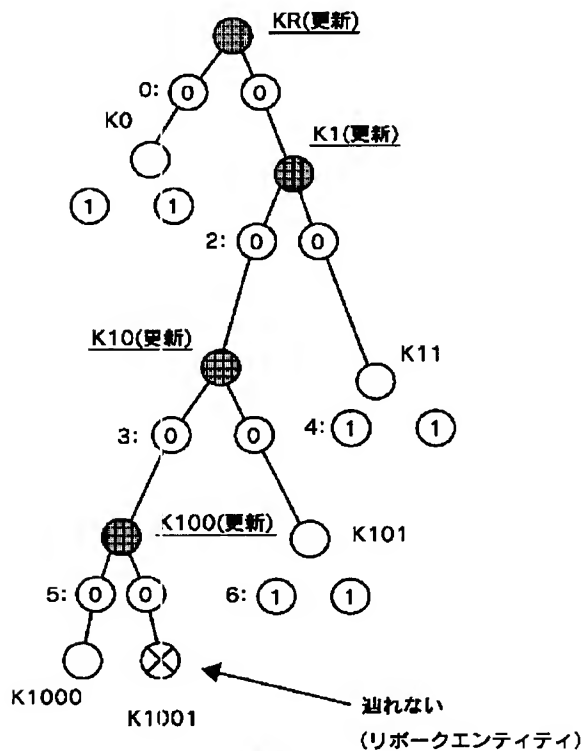 KR(更新)
0: 0 0
K0
K1(更新)
1 1
2: 0 0
K10(更新)
K11
3: 0 0
4: 1 1
K100(更新)
K101
5: 0 0
6: 1 1
K1000
K1001
辿れない
(リボークエンティティ)